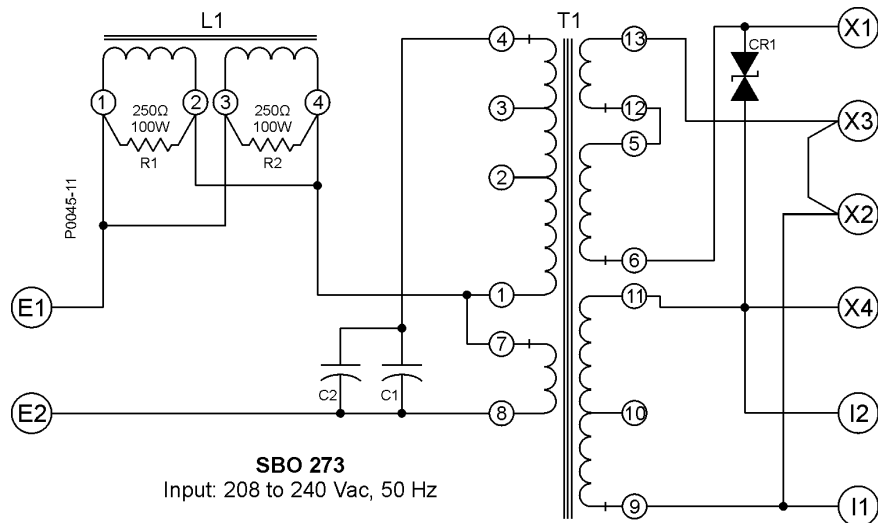 L1
T1
X1
CR1
4
13
1
2
3
4
250Ω
100W
250Ω
100W
R1
R2
3
12
X3
5
2
P0045-11
X2
6
E1
1
11
X4
7
C2
C1
E2
8
10
I2
SBO 273
Input: 208 to 240 Vac, 50 Hz
9
I1